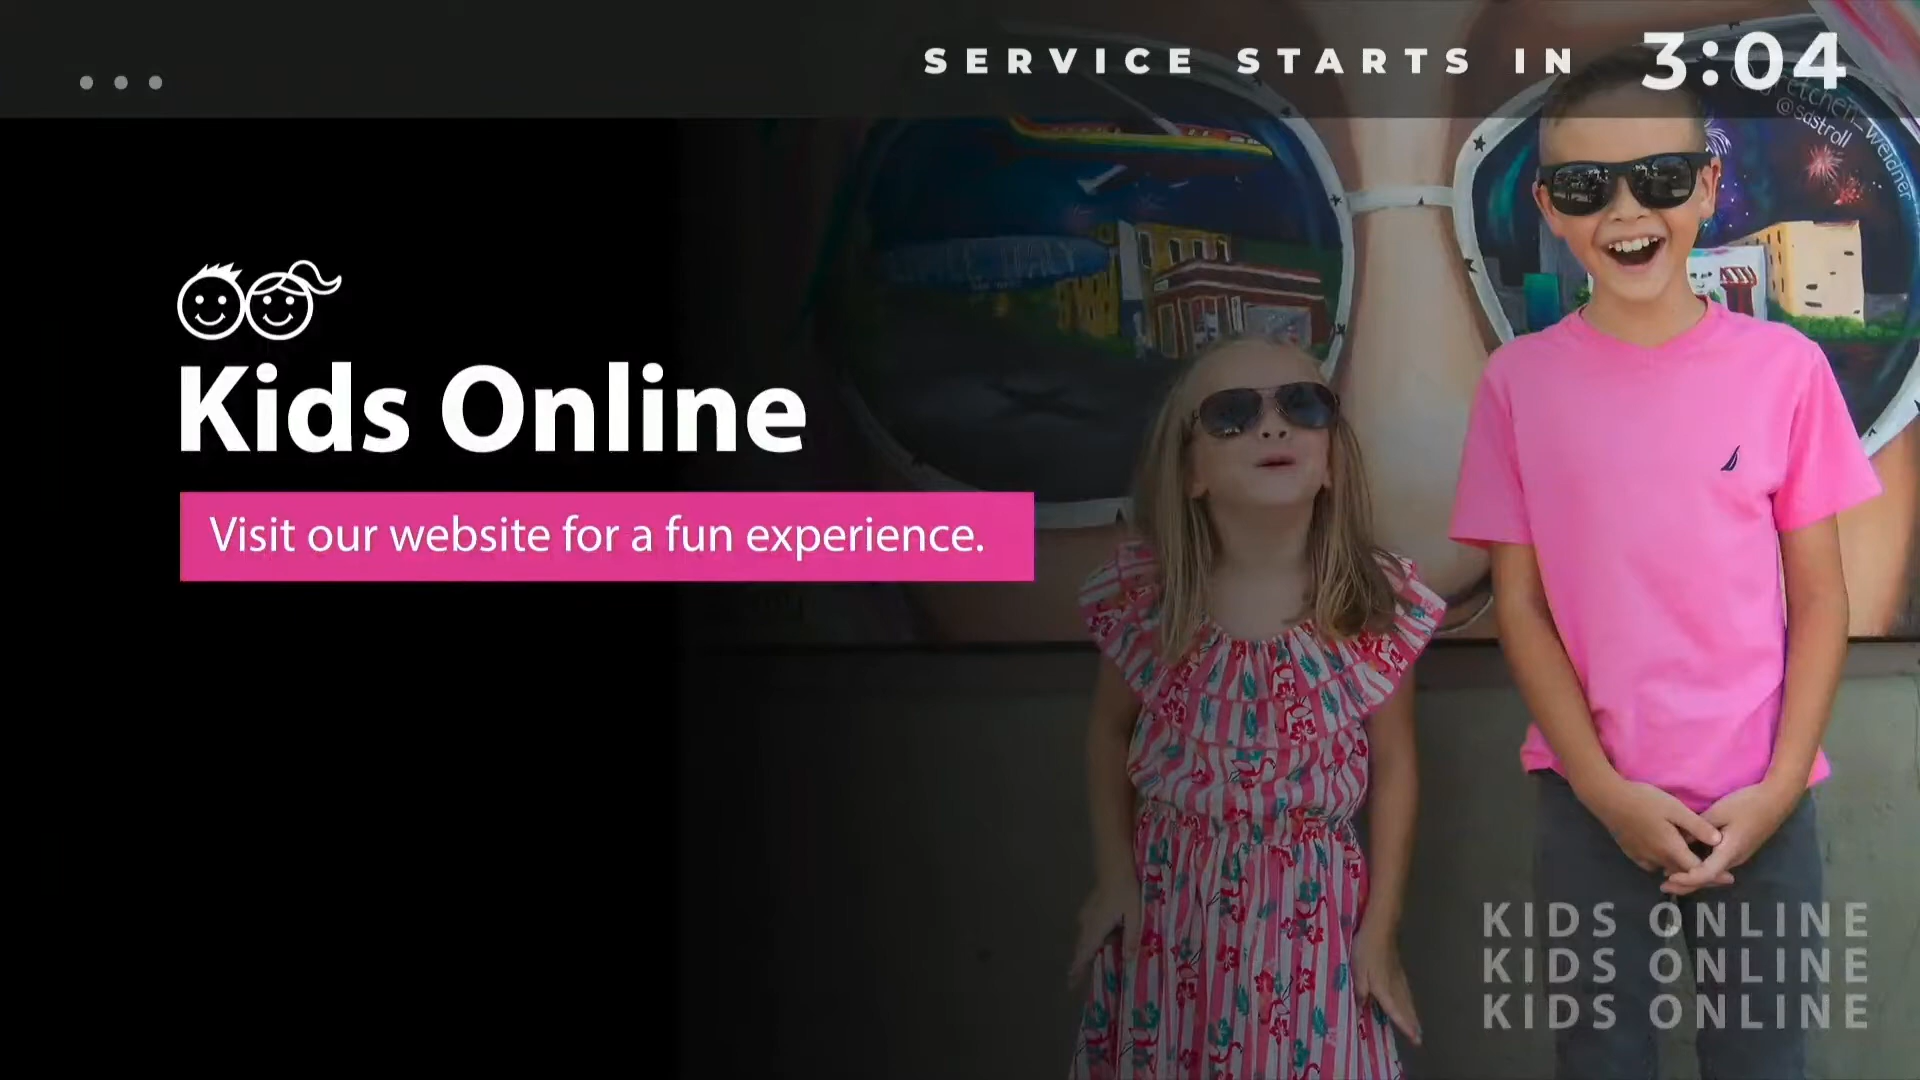 SERVICE STARTS IN 3:04
Kids Online
Visit our website for a fun experience.
@sdstroll
KIDS ONLINE
KIDS ONLINE
KIDS ONLINE